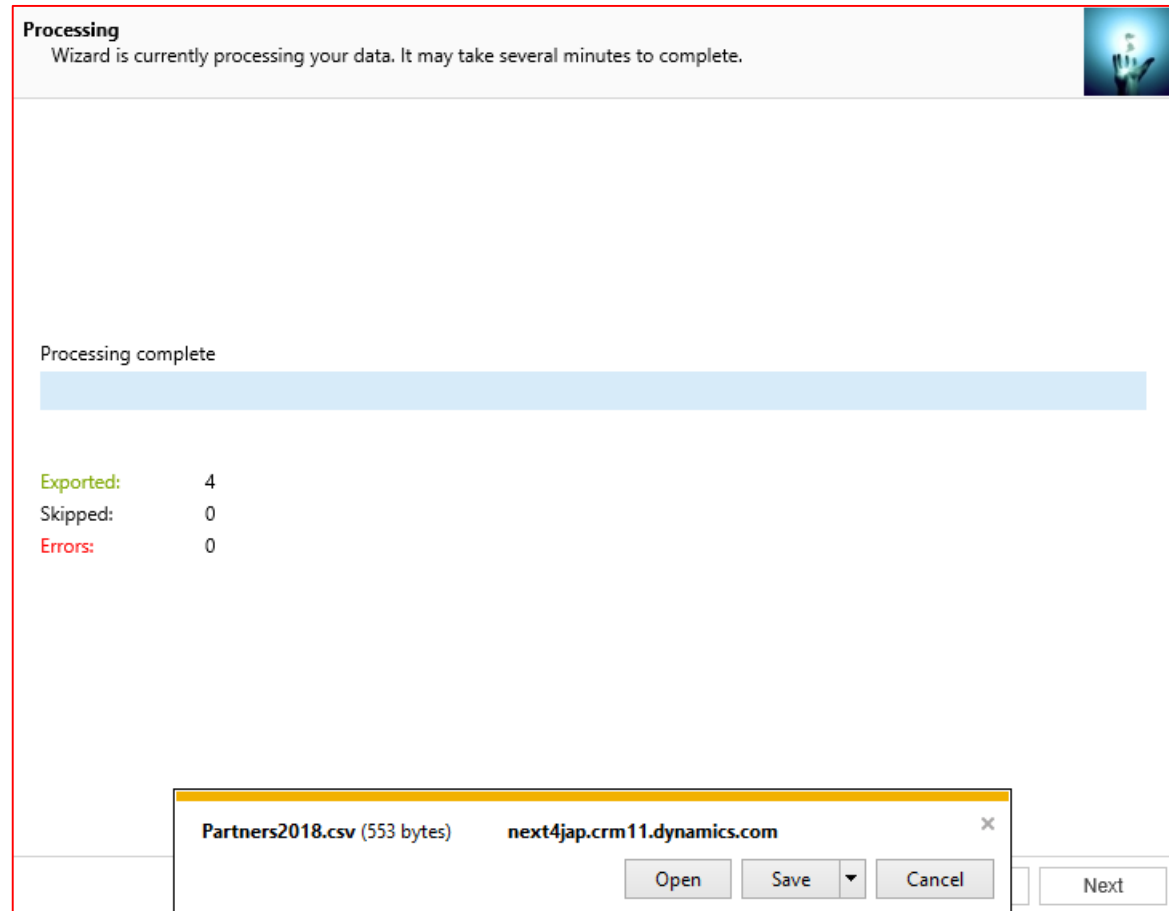 Processing
Wizard is currently processing your data. It may take several minutes to complete.
Processing complete
Exported: 4
Skipped: 0
Errors: 0
Partners2018.csv (553 bytes) next4jap.crm11.dynamics.com ×
Open Save Cancel
Next